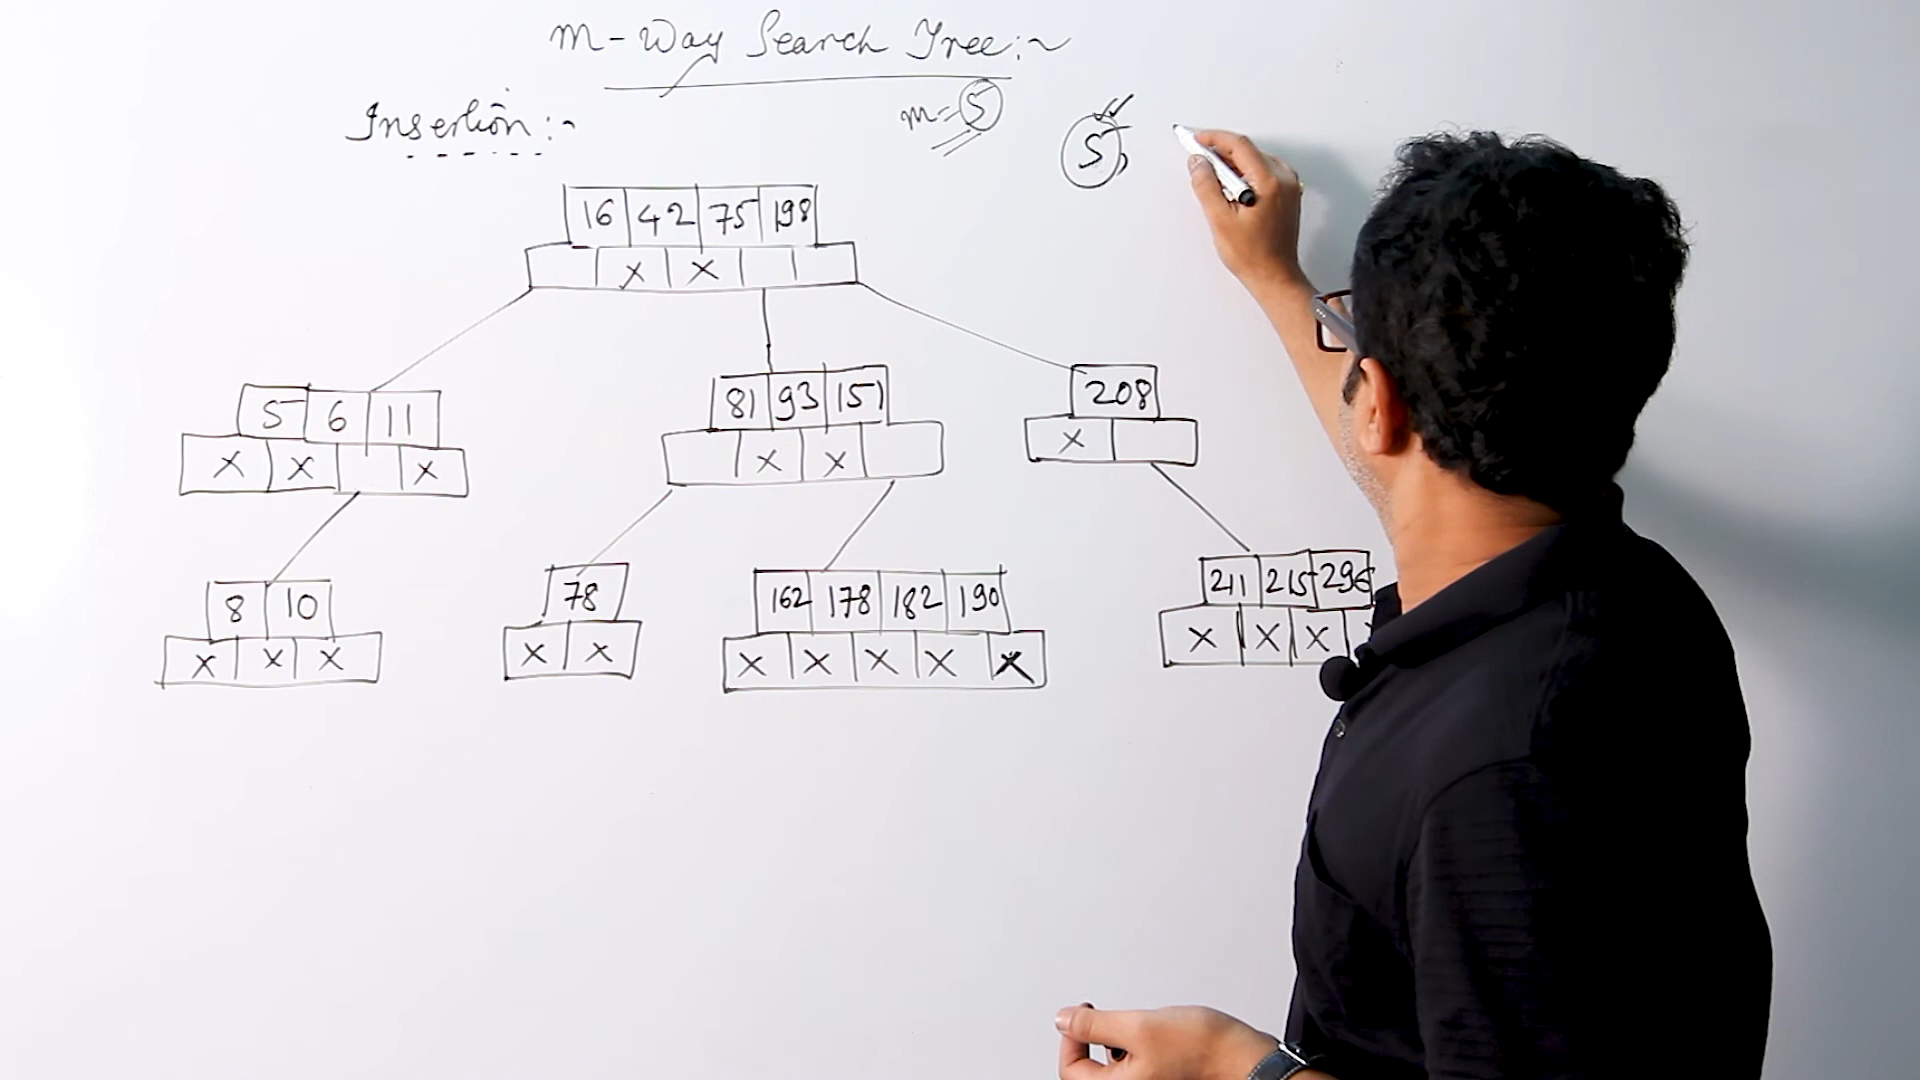 m-Way Search Tree:~
Insertion:-
m=5
5,
16 42 75 198
x x
5 6 11
x x x
81 93 151
x x
208
x
8 10
x x x
78
x x
162 178 182 190
x x x x x
211 215 296
x x x